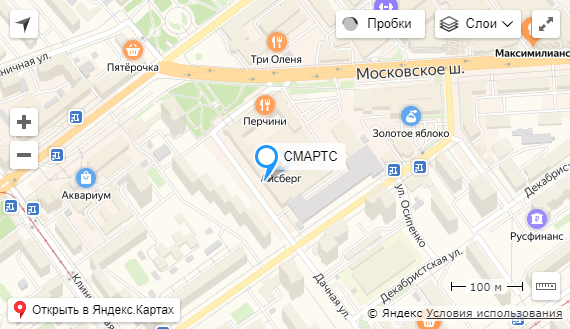 Пробки
Слои
Максимилианс
Три Оленя
Пятёрочка
Московское ш.
Перчини
Золотое яблоко
СМАРТС
Аквариум
ул. Осипенко
Русфинанс
Декабристская ул.
Дачная ул.
100 м
Открыть в Яндекс.Картах
© Яндекс Условия использования